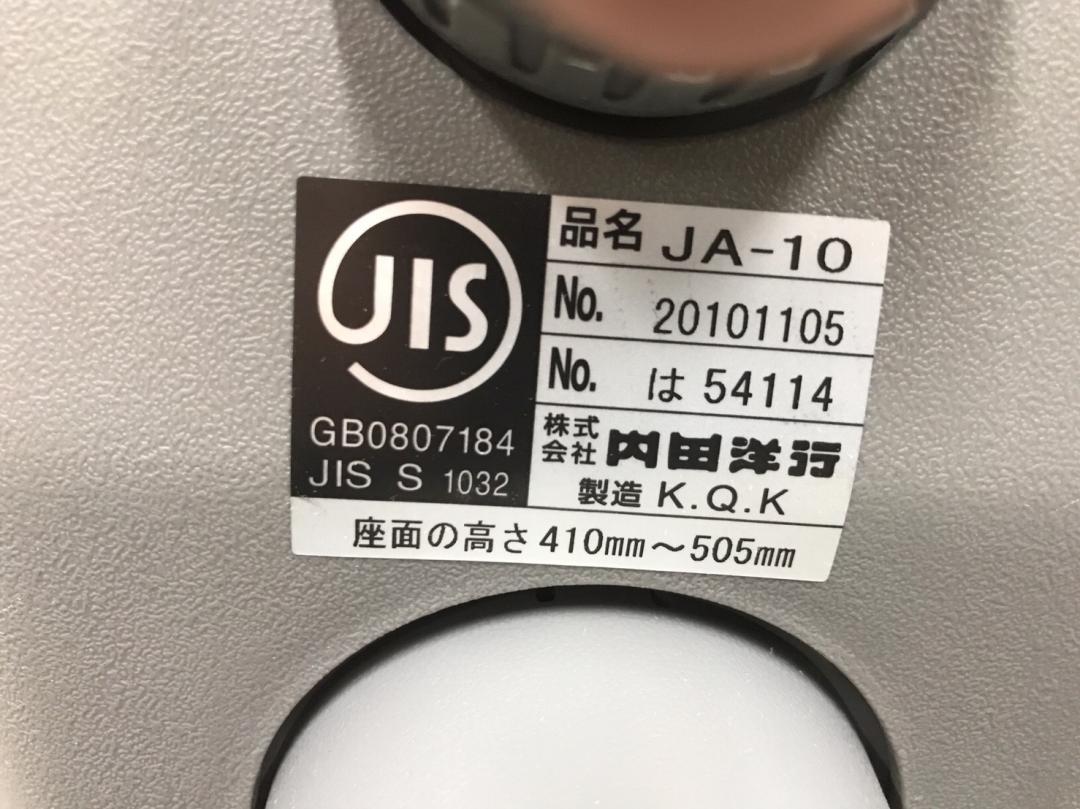 JIS
GB0807184
JIS S 1032
品名 JA-10
No. 20101105
No. は 54114
株式会社 内田洋行
製造 K.Q.K
座面の高さ 410mm～505mm